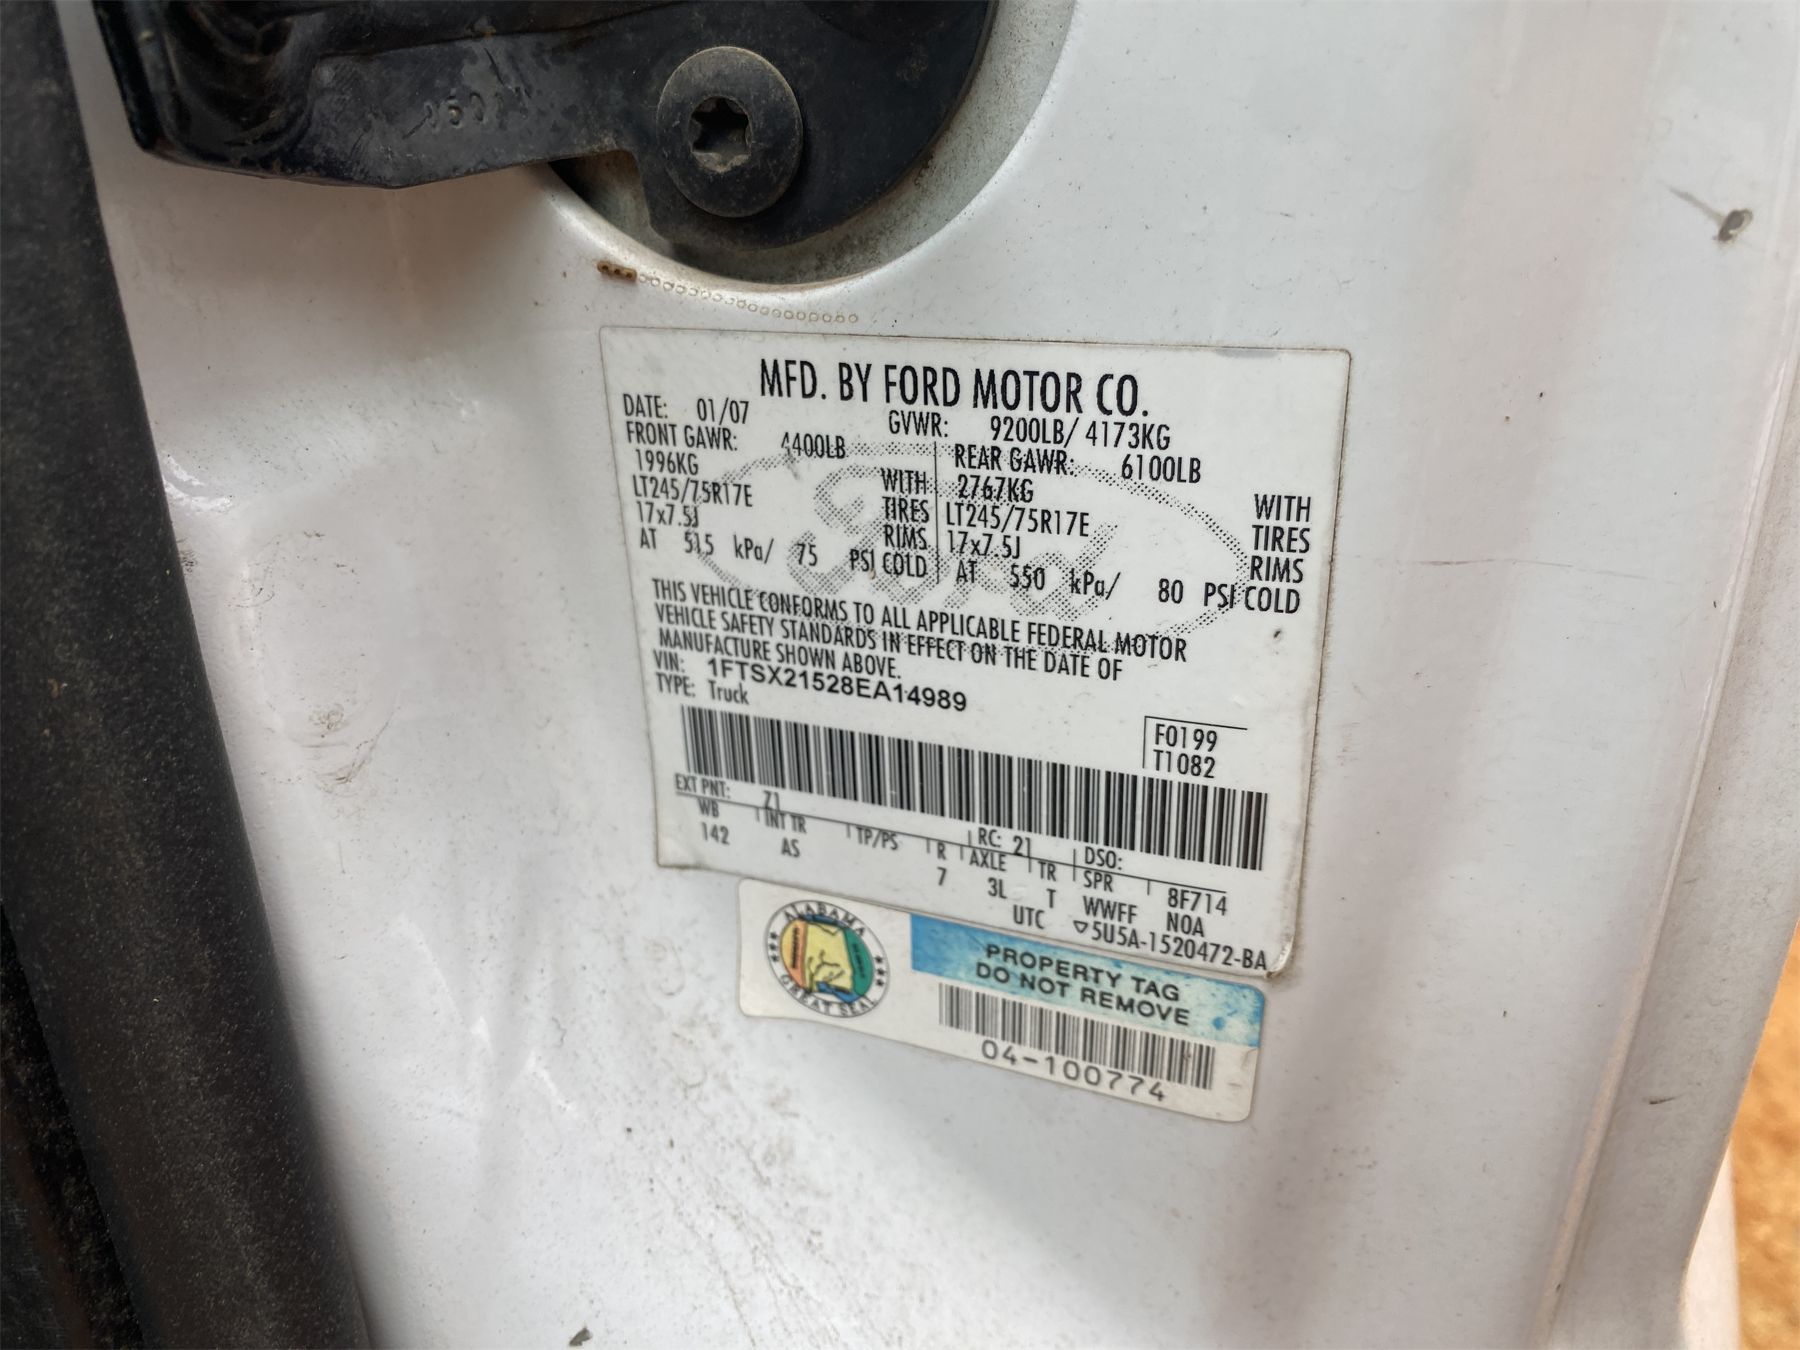 MFD. BY FORD MOTOR CO.
DATE: 01/07 GVWR: 9200LB/ 4173KG
FRONT GAWR: 4400LB REAR GAWR: 6100LB
1996KG WITH 2767KG WITH
LT245/75R17E TIRES LT245/75R17E TIRES
17x7.5J RIMS 17x7.5J RIMS
AT 515 kPa/ 75 PSI COLD AT 550 kPa/ 80 PSI COLD
THIS VEHICLE CONFORMS TO ALL APPLICABLE FEDERAL MOTOR
VEHICLE SAFETY STANDARDS IN EFFECT ON THE DATE OF
MANUFACTURE SHOWN ABOVE.
VIN: 1FTSX21528EA14989
TYPE: Truck
F0199
T1082
EXT PNT: Z1 RC: 21 DSO:
WB INT TR TP/PS R AXLE TR SPR 8F714
142 AS 7 3L T WWFF N0A
UTC ▽5U5A-1520472-BA
ALABAMA
GREAT SEAL
PROPERTY TAG
DO NOT REMOVE
04-100774